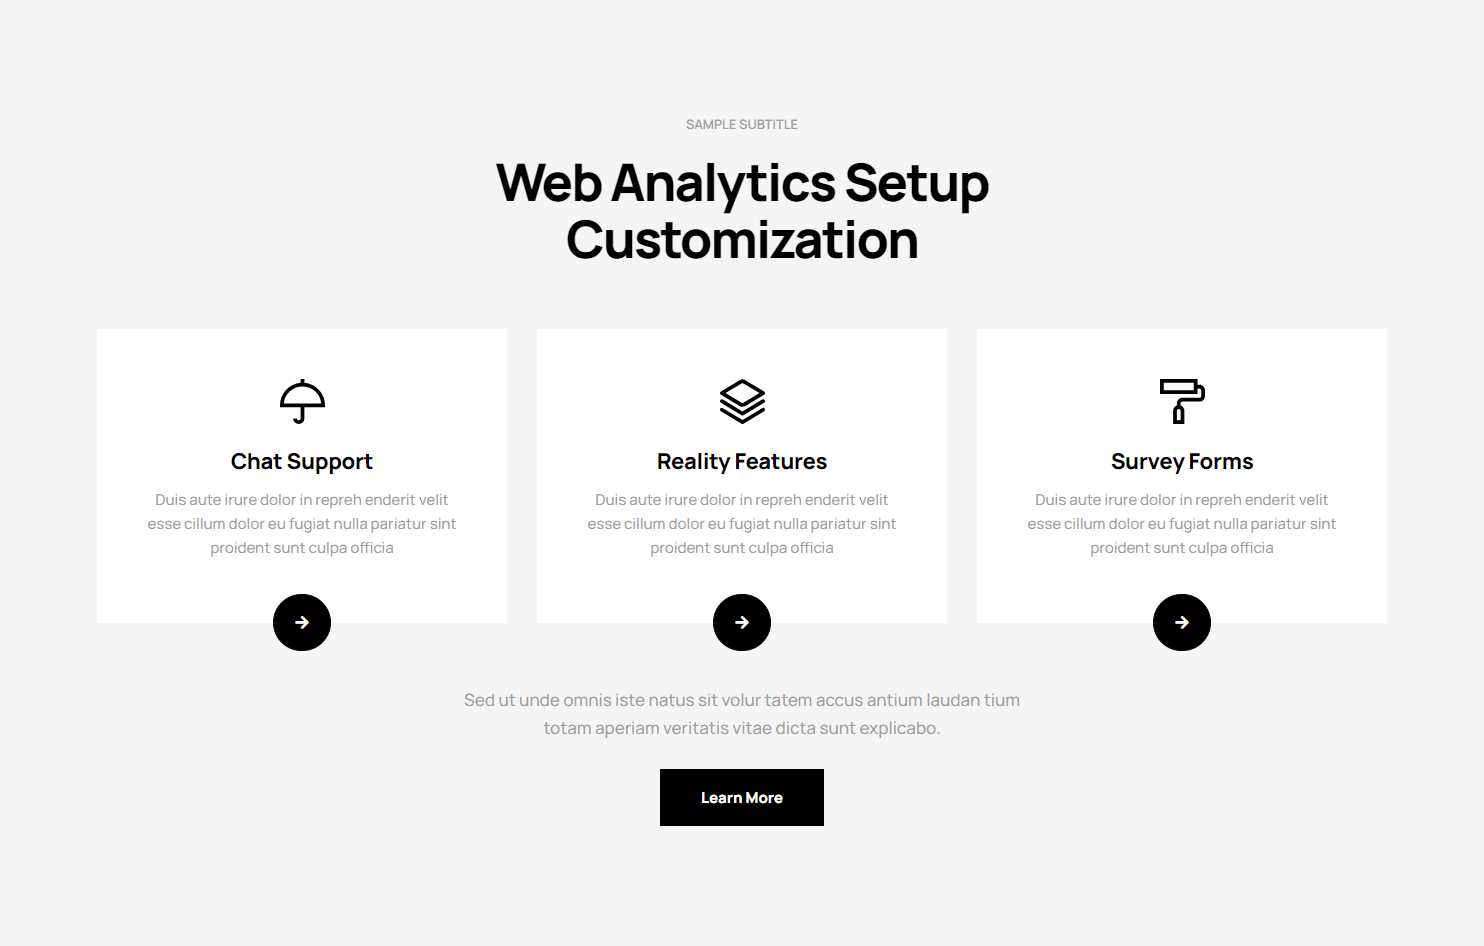 SAMPLE SUBTITLE
Web Analytics Setup
Customization
Chat Support
Duis aute irure dolor in repreh enderit velit
esse cillum dolor eu fugiat nulla pariatur sint
proident sunt culpa officia
Reality Features
Duis aute irure dolor in repreh enderit velit
esse cillum dolor eu fugiat nulla pariatur sint
proident sunt culpa officia
Survey Forms
Duis aute irure dolor in repreh enderit velit
esse cillum dolor eu fugiat nulla pariatur sint
proident sunt culpa officia
Sed ut unde omnis iste natus sit volur tatem accus antium laudan tium
totam aperiam veritatis vitae dicta sunt explicabo.
Learn More